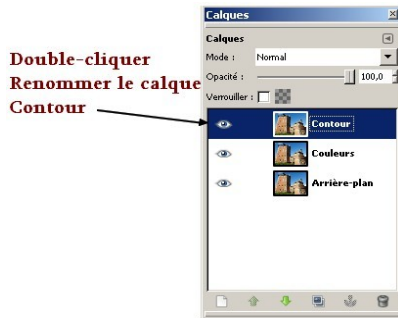 Calques
Calques
Mode : Normal
Opacité : 100,0
Verrouiller :
Double-cliquer
Renommer le calque
Contour
Contour
Couleurs
Arrière-plan